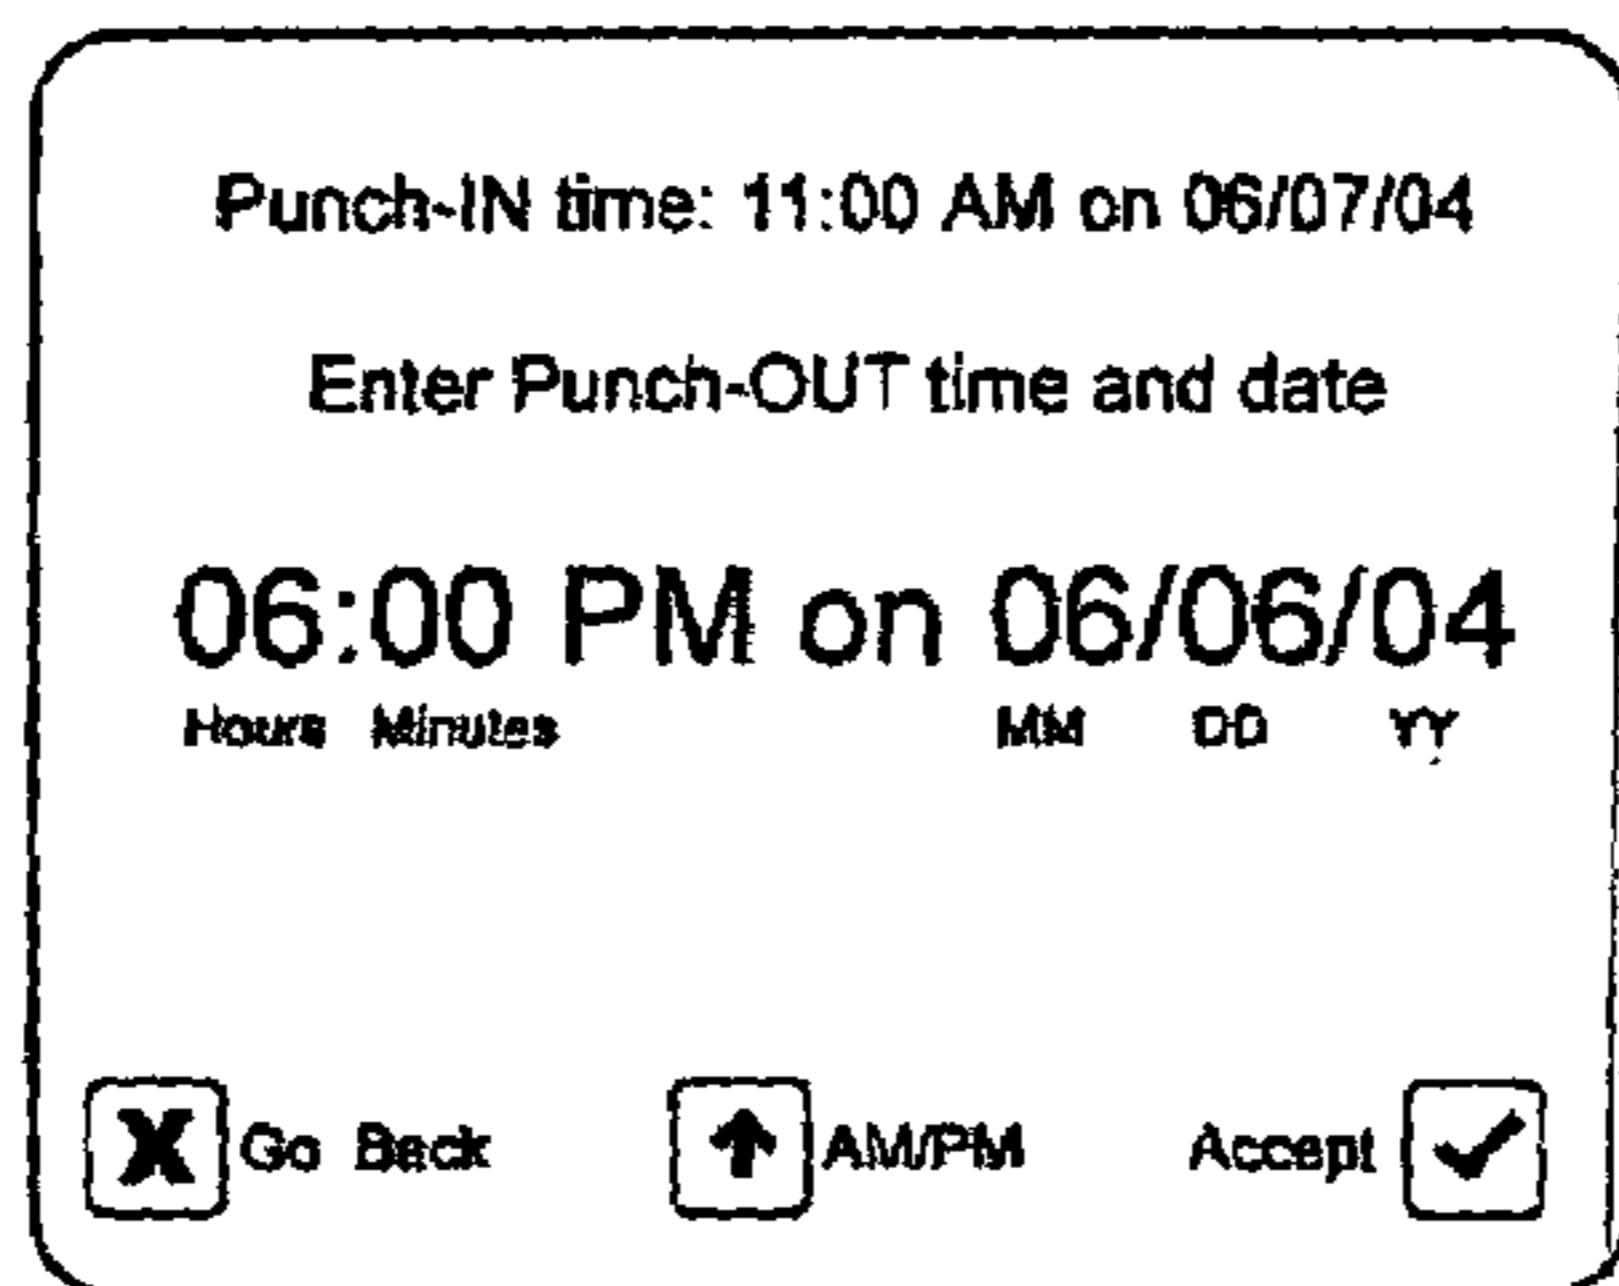 Punch-IN time: 11:00 AM on 06/07/04
Enter Punch-OUT time and date
06:00 PM on 06/06/04
Hours Minutes MM DD YY
X Go Back AM/PM Accept